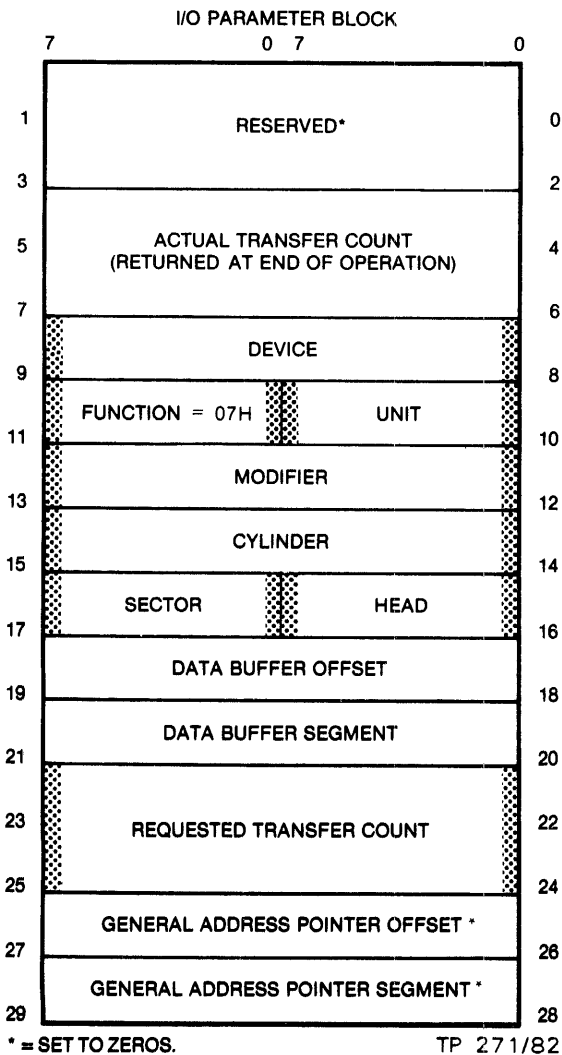 I/O PARAMETER BLOCK
7 0 7 0
1 RESERVED* 0
3 2
5 ACTUAL TRANSFER COUNT 4
(RETURNED AT END OF OPERATION)
7 6
DEVICE
9 8
FUNCTION = 07H UNIT
11 10
MODIFIER
13 12
CYLINDER
15 14
SECTOR HEAD
17 16
DATA BUFFER OFFSET
19 18
DATA BUFFER SEGMENT
21 20
23 REQUESTED TRANSFER COUNT 22
25 24
GENERAL ADDRESS POINTER OFFSET *
27 26
GENERAL ADDRESS POINTER SEGMENT *
29 28
* = SET TO ZEROS. TP 271/82